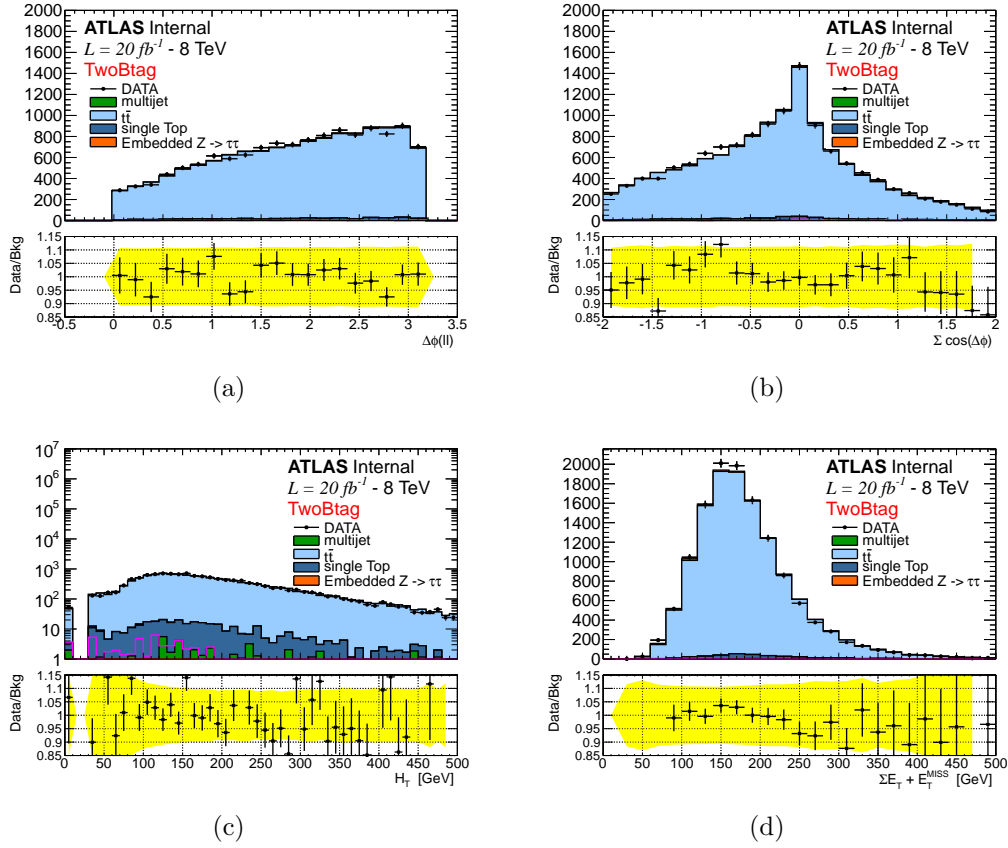 2000
1800
1600
1400
1200
1000
800
600
400
200
0
ATLAS Internal
L = 20 fb⁻¹ - 8 TeV
TwoBtag
DATA
multijet
tt̄
single Top
Embedded Z -> ττ
Data/Bkg
1.15
1.1
1.05
1
0.95
0.9
0.85
-0.5 0 0.5 1 1.5 2 2.5 3 3.5
Δϕ(ll)
(a)
2000
1800
1600
1400
1200
1000
800
600
400
200
0
ATLAS Internal
L = 20 fb⁻¹ - 8 TeV
TwoBtag
DATA
multijet
tt̄
single Top
Embedded Z -> ττ
Data/Bkg
1.15
1.1
1.05
1
0.95
0.9
0.85
-2 -1.5 -1 -0.5 0 0.5 1 1.5 2
Σ cos(Δϕ)
(b)
10⁷
10⁶
10⁵
10⁴
10³
10²
10
1
ATLAS Internal
L = 20 fb⁻¹ - 8 TeV
TwoBtag
DATA
multijet
tt̄
single Top
Embedded Z -> ττ
Data/Bkg
1.15
1.1
1.05
1
0.95
0.9
0.85
0 50 100 150 200 250 300 350 400 450 500
H_T [GeV]
(c)
2000
1800
1600
1400
1200
1000
800
600
400
200
0
ATLAS Internal
L = 20 fb⁻¹ - 8 TeV
TwoBtag
DATA
multijet
tt̄
single Top
Embedded Z -> ττ
Data/Bkg
1.15
1.1
1.05
1
0.95
0.9
0.85
0 50 100 150 200 250 300 350 400 450 500
ΣE_T + E_T^MISS [GeV]
(d)